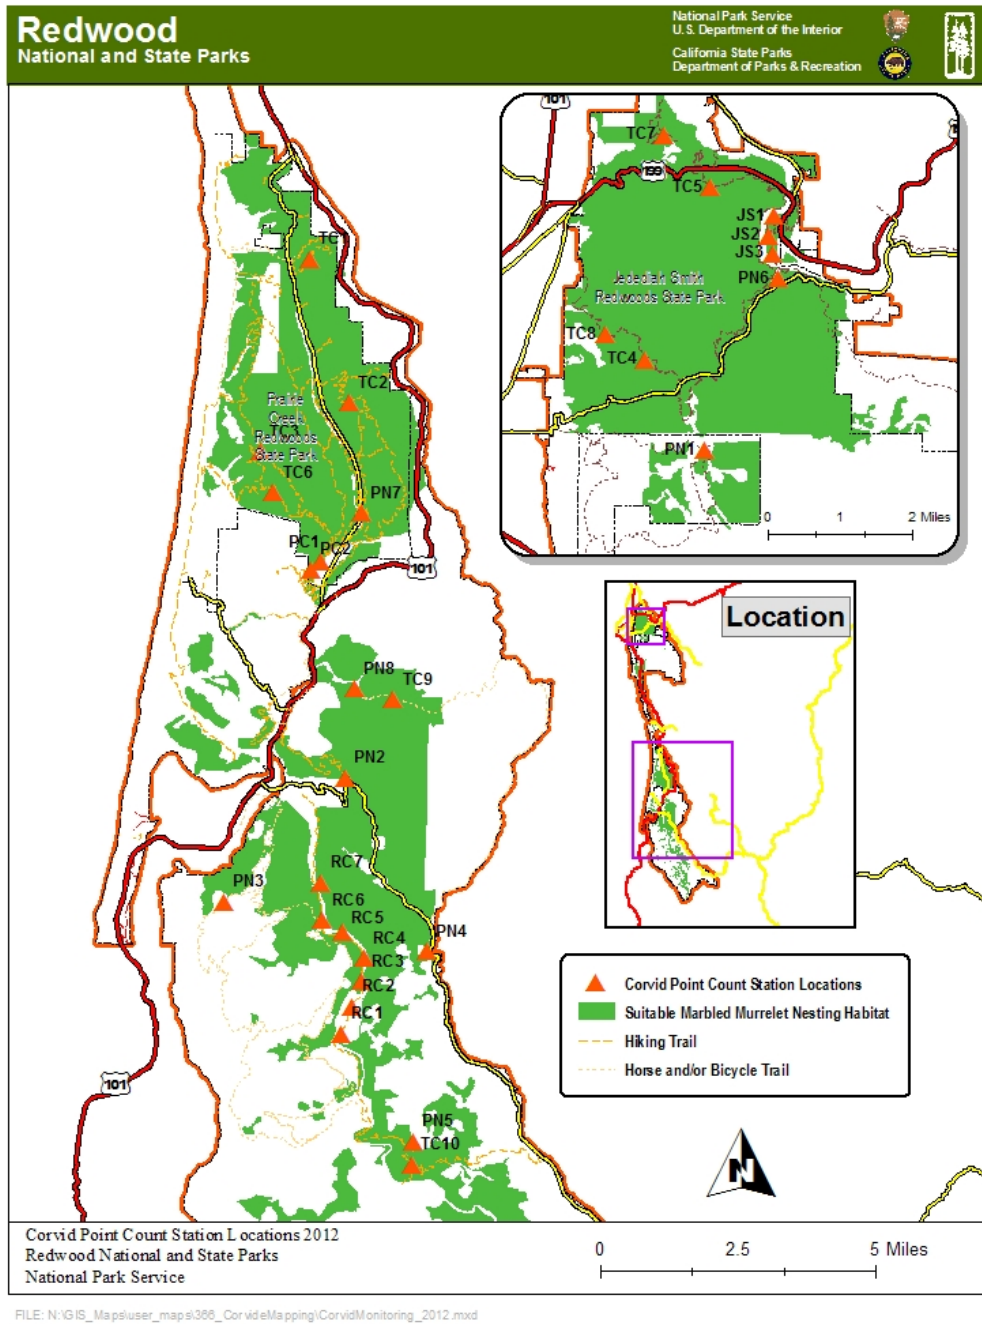 Redwood
National and State Parks
National Park Service
U.S. Department of the Interior
California State Parks
Department of Parks & Recreation
101
TC7
199
TC5
JS1
JS2
JS3
PN6
Jedediah Smith
Redwoods State Park
TC8
TC4
PN1
0 1 2 Miles
TC
TC2
Prairie
Creek
TC3
Redwoods
State Park
TC6
PN7
PC1
PC2
101
PN8
TC9
PN2
RC7
PN3
RC6
RC5
RC4
PN4
RC3
RC2
RC1
101
PN5
TC10
Location
Corvid Point Count Station Locations
Suitable Marbled Murrelet Nesting Habitat
Hiking Trail
Horse and/or Bicycle Trail
N
Corvid Point Count Station Locations 2012
Redwood National and State Parks
National Park Service
0 2.5 5 Miles
FILE: N:\GIS_Maps\user_maps\366_CorvideMapping\CorvidMonitoring_2012.mxd